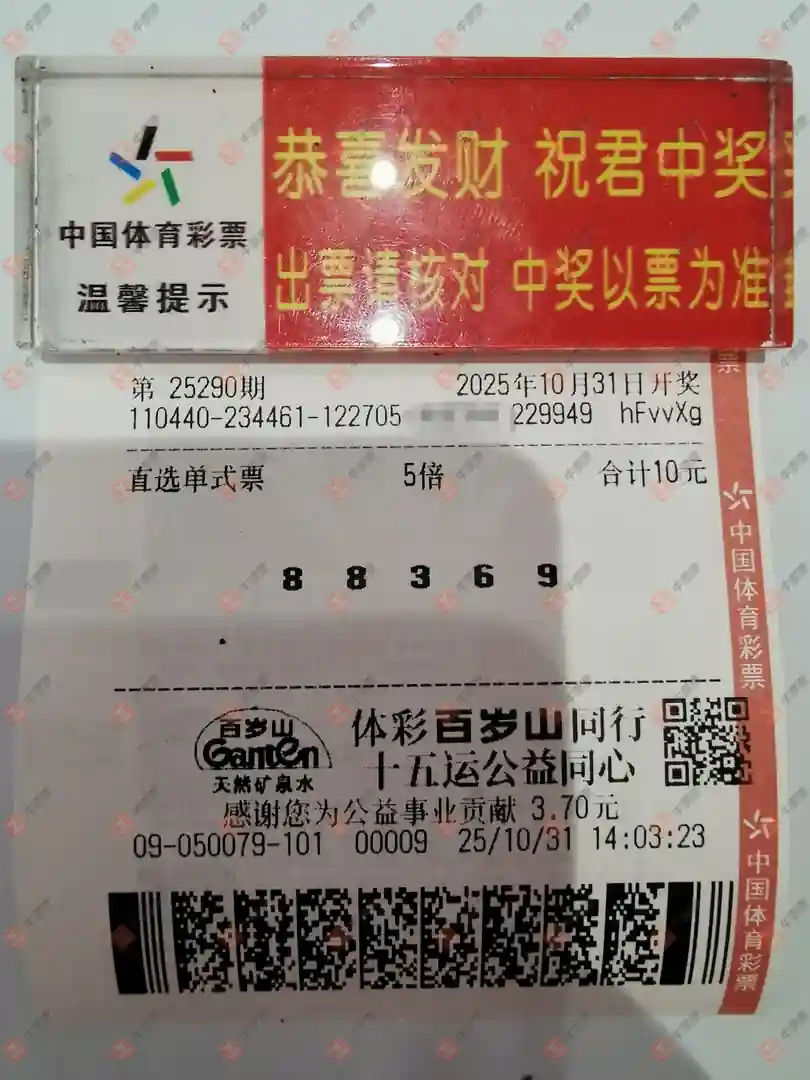 中国体育彩票
温馨提示
恭喜发财 祝君中奖
出票请核对 中奖以票为准
票
第 25290期 2025年10月31日开奖
110440-234461-122705 229949 hFvvXg
直选单式票 5倍 合计10元
8 8 3 6 9
中国体育彩票
百岁山
Ganten
天然矿泉水
体彩百岁山同行
十五运公益同心
感谢您为公益事业贡献 3.70元
09-050079-101 00009 25/10/31 14:03:23
中国体育彩票